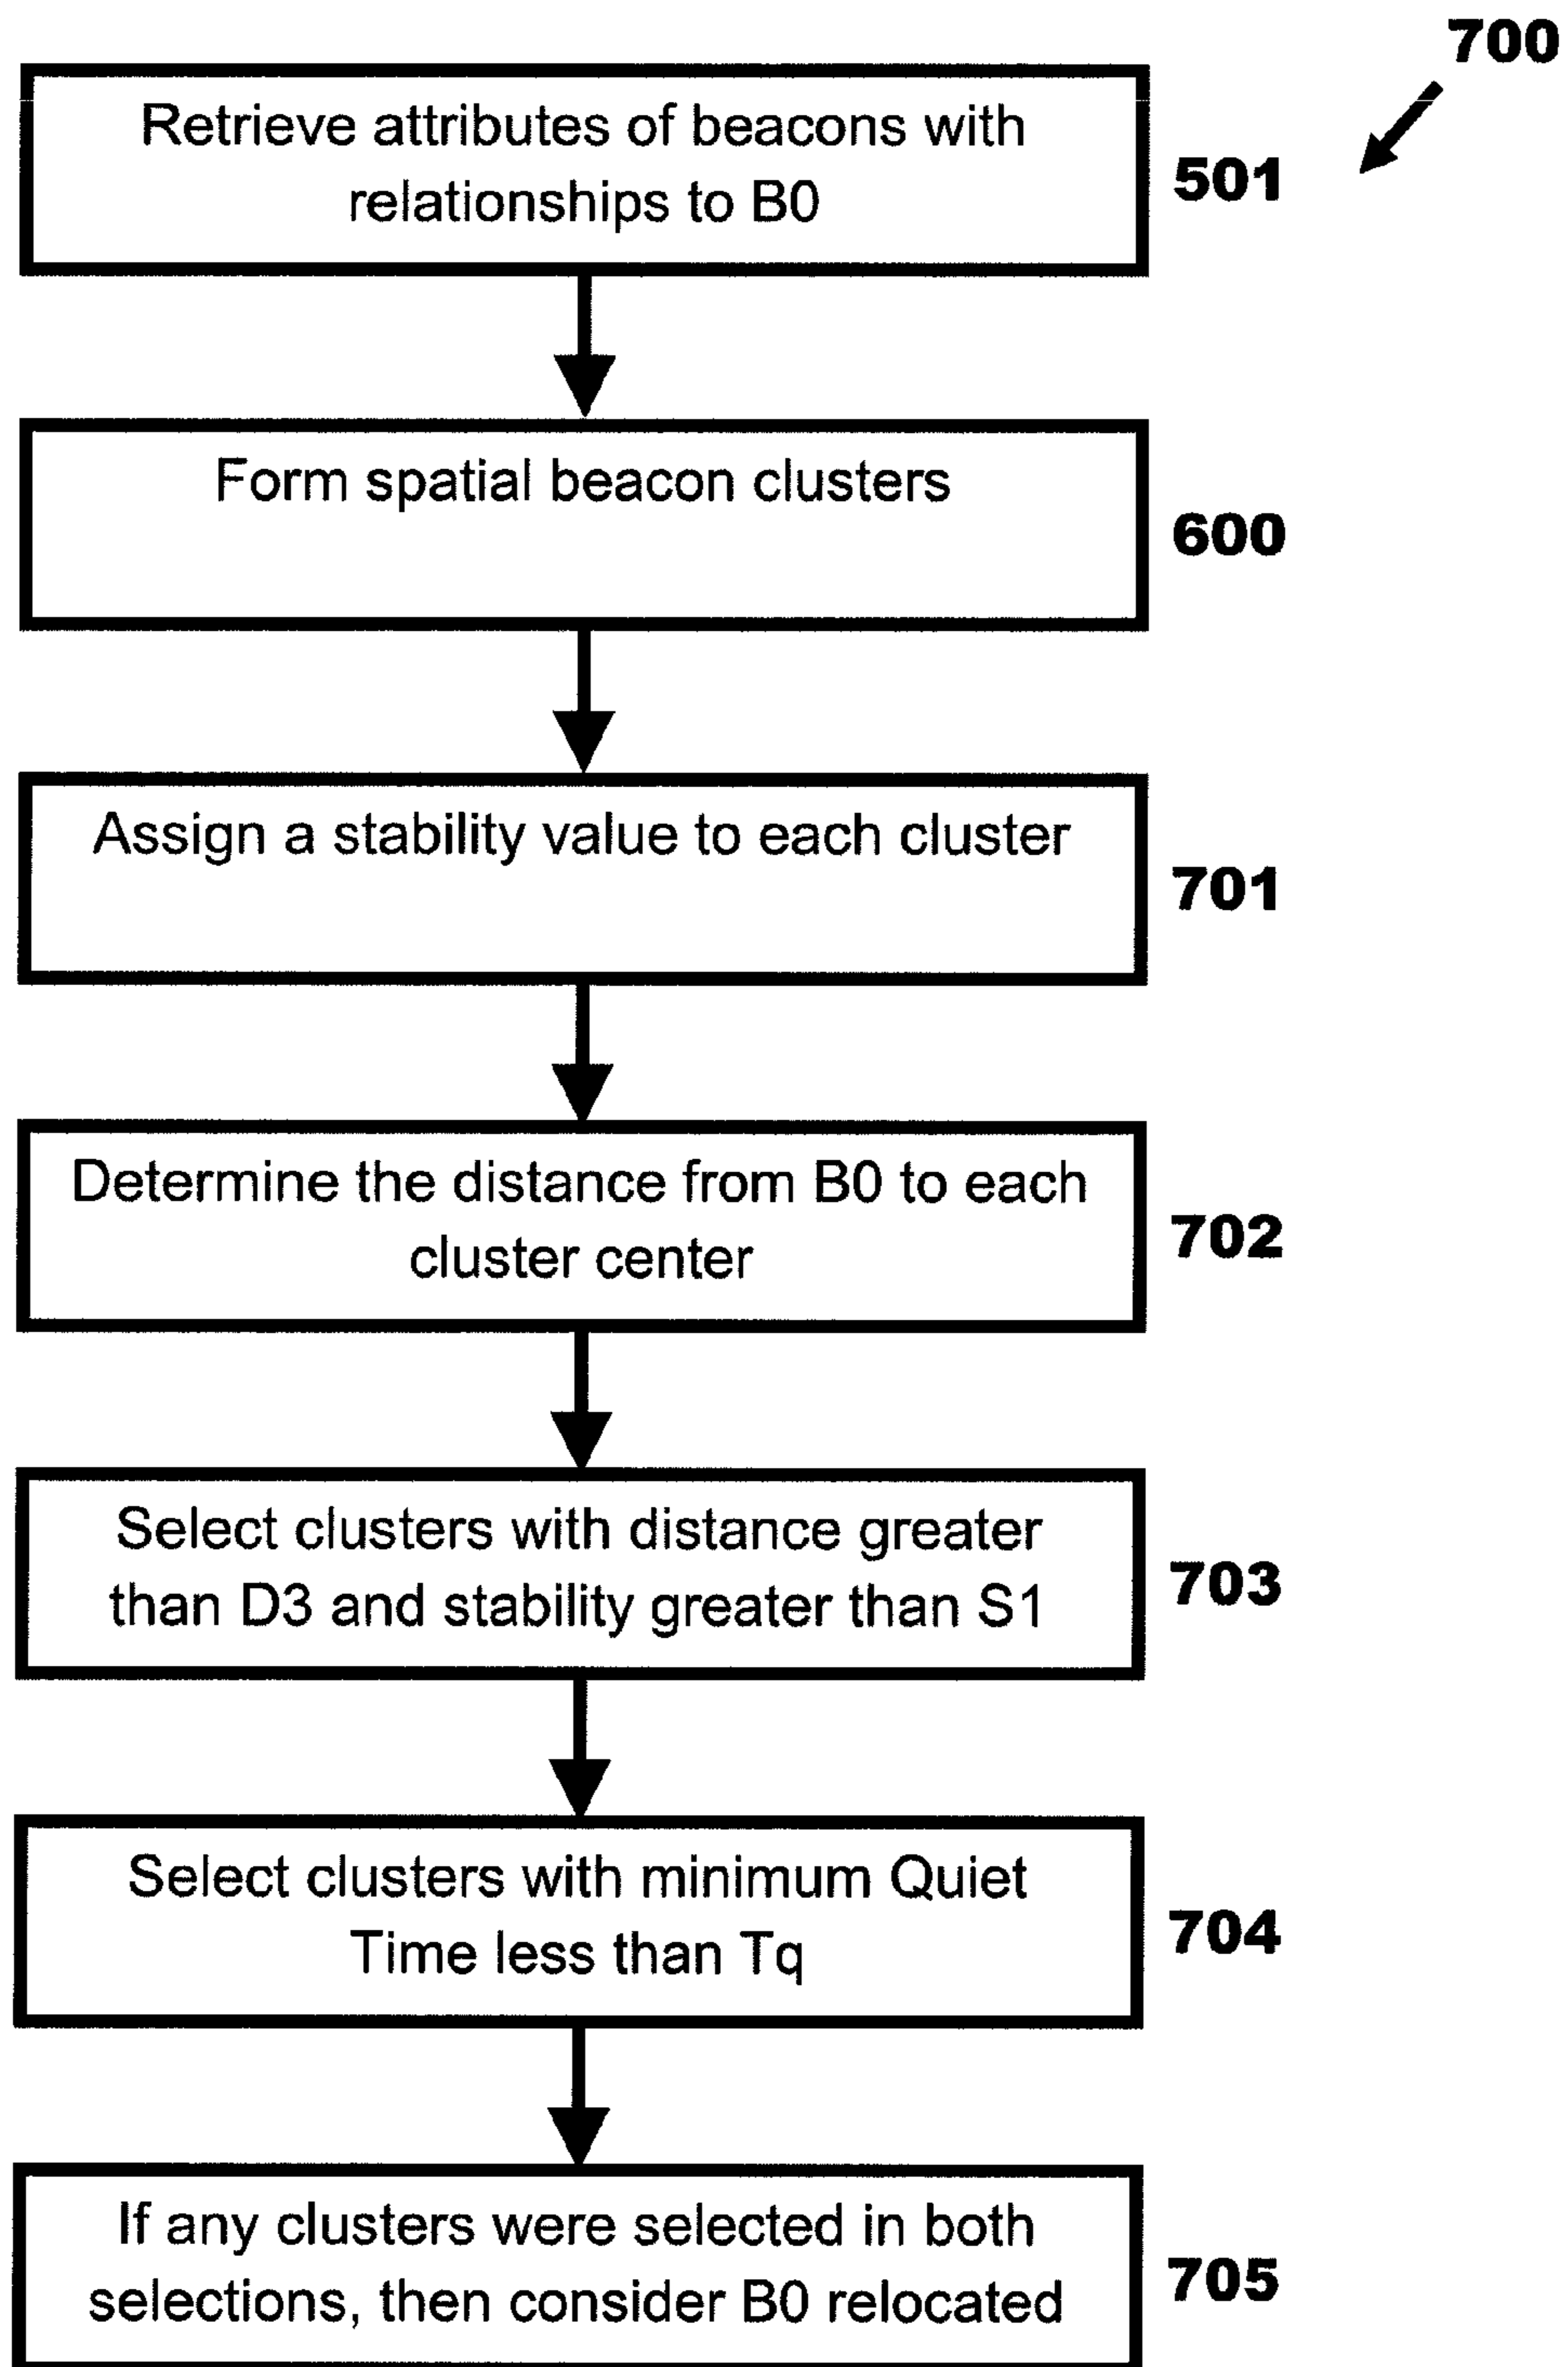 700
Retrieve attributes of beacons with
relationships to B0
501
Form spatial beacon clusters
600
Assign a stability value to each cluster
701
Determine the distance from B0 to each
cluster center
702
Select clusters with distance greater
than D3 and stability greater than S1
703
Select clusters with minimum Quiet
Time less than Tq
704
If any clusters were selected in both
selections, then consider B0 relocated
705